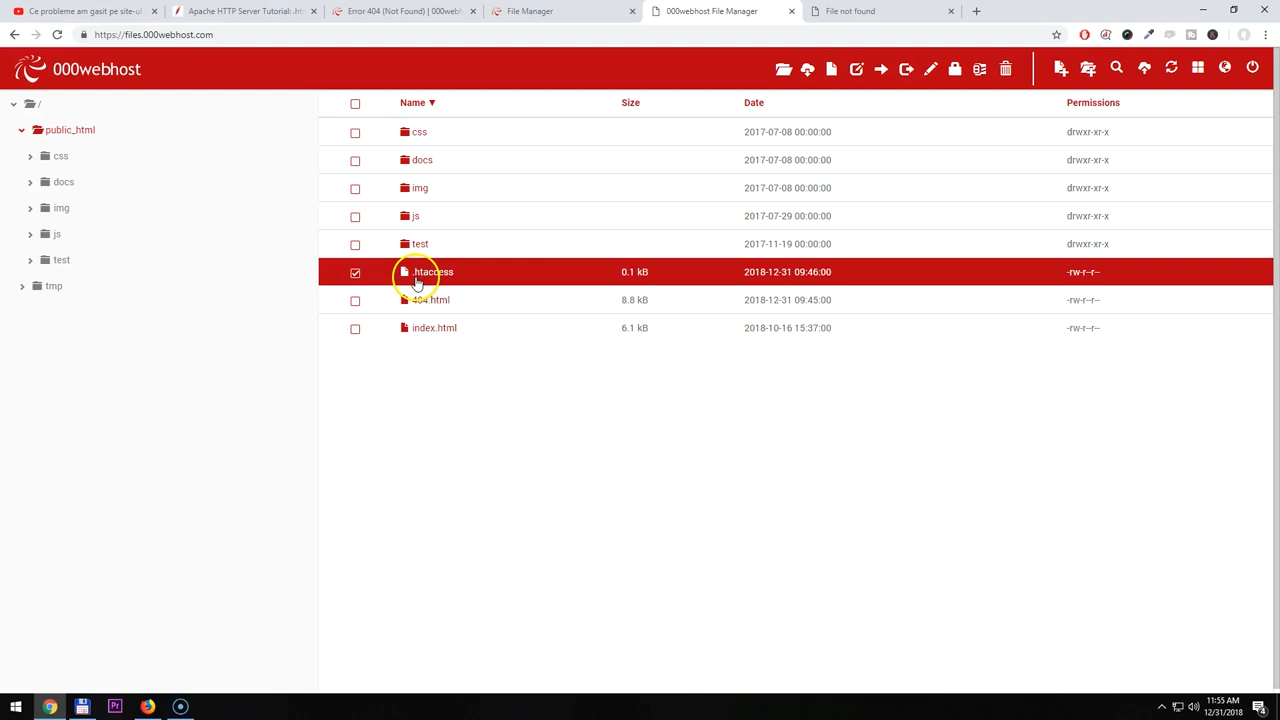 Ce probleme am gasit pe site-ul
Apache HTTP Server Tutorial: .ht
Error 404 (Not Found) | 000webh
File Manager
000webhost File Manager
File not found
https://files.000webhost.com
000webhost
/
public_html
css
docs
img
js
test
tmp
Name ▼ Size Date Permissions
css 2017-07-08 00:00:00 drwxr-xr-x
docs 2017-07-08 00:00:00 drwxr-xr-x
img 2017-07-08 00:00:00 drwxr-xr-x
js 2017-07-29 00:00:00 drwxr-xr-x
test 2017-11-19 00:00:00 drwxr-xr-x
.htaccess 0.1 kB 2018-12-31 09:46:00 -rw-r--r--
404.html 8.8 kB 2018-12-31 09:45:00 -rw-r--r--
index.html 6.1 kB 2018-10-16 15:37:00 -rw-r--r--
Pr
11:55 AM
12/31/2018
4